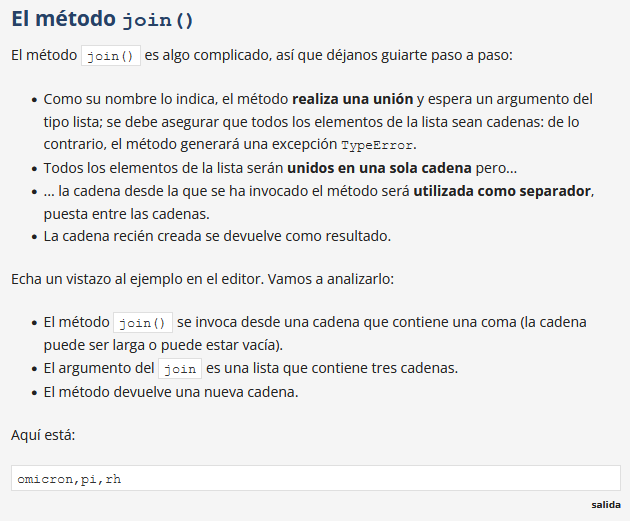 El método join()
El método join() es algo complicado, así que déjanos guiarte paso a paso:
• Como su nombre lo indica, el método realiza una unión y espera un argumento del
tipo lista; se debe asegurar que todos los elementos de la lista sean cadenas: de lo
contrario, el método generará una excepción TypeError.
• Todos los elementos de la lista serán unidos en una sola cadena pero...
• ... la cadena desde la que se ha invocado el método será utilizada como separador,
puesta entre las cadenas.
• La cadena recién creada se devuelve como resultado.
Echa un vistazo al ejemplo en el editor. Vamos a analizarlo:
• El método join() se invoca desde una cadena que contiene una coma (la cadena
puede ser larga o puede estar vacía).
• El argumento del join es una lista que contiene tres cadenas.
• El método devuelve una nueva cadena.
Aquí está:
omicron,pi,rh
salida